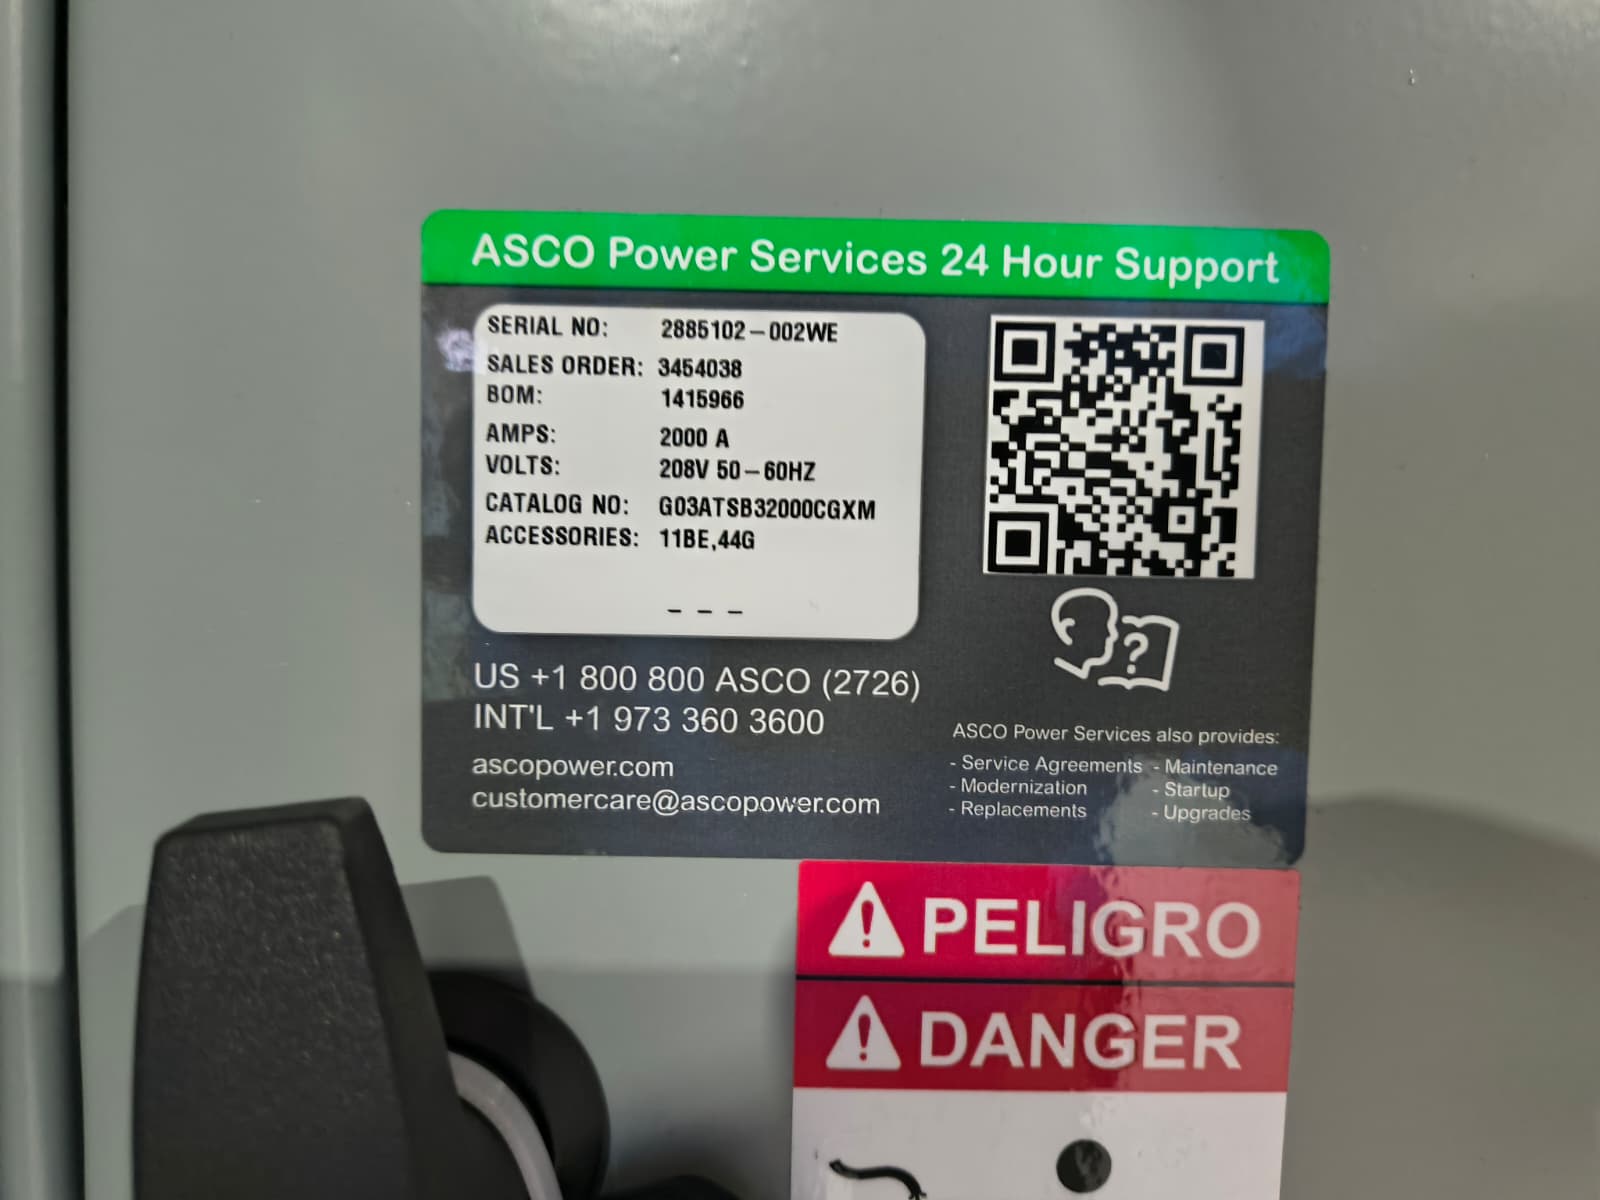 ASCO Power Services 24 Hour Support
SERIAL NO: 2885102-002WE
SALES ORDER: 3454038
BOM: 1415966
AMPS: 2000 A
VOLTS: 208V 50-60HZ
CATALOG NO: G03ATSB32000CGXM
ACCESSORIES: 11BE,44G
- - -
US +1 800 800 ASCO (2726)
INT'L +1 973 360 3600
ascopower.com
customercare@ascopower.com
?
ASCO Power Services also provides:
- Service Agreements - Maintenance
- Modernization - Startup
- Replacements - Upgrades
PELIGRO
DANGER